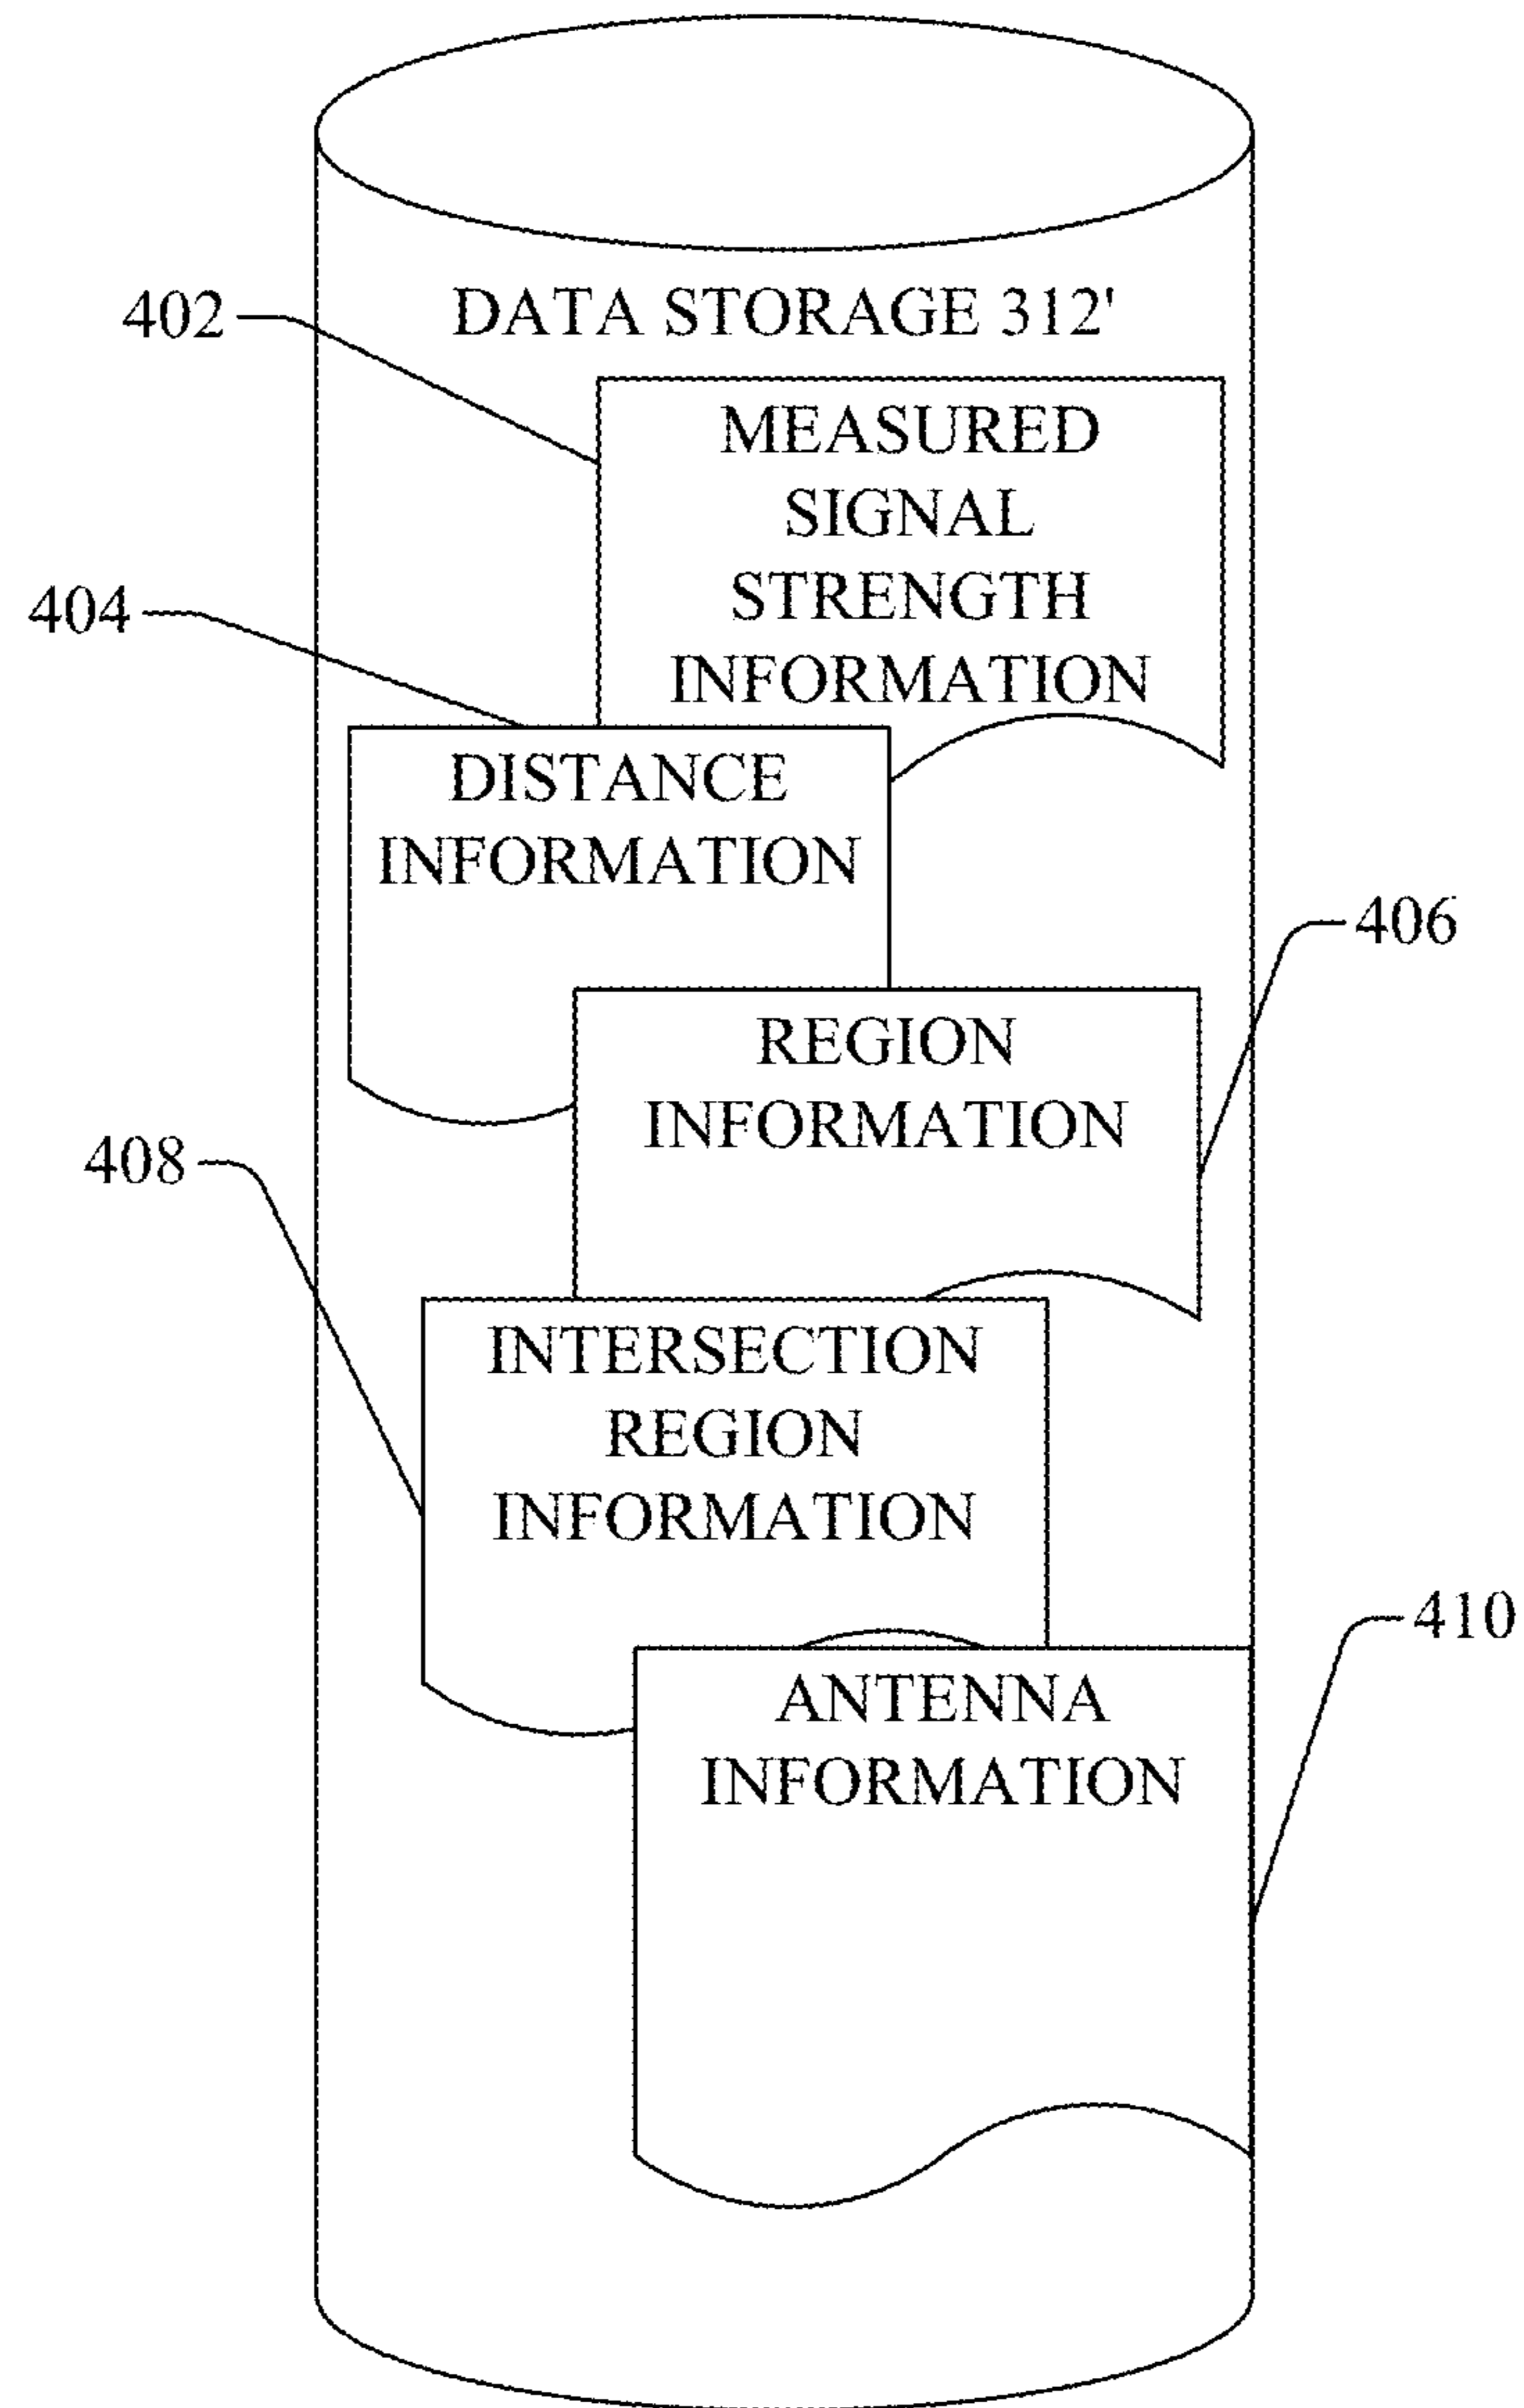 DATA STORAGE 312'
402
MEASURED
SIGNAL
STRENGTH
INFORMATION
404
DISTANCE
INFORMATION
406
REGION
INFORMATION
408
INTERSECTION
REGION
INFORMATION
410
ANTENNA
INFORMATION